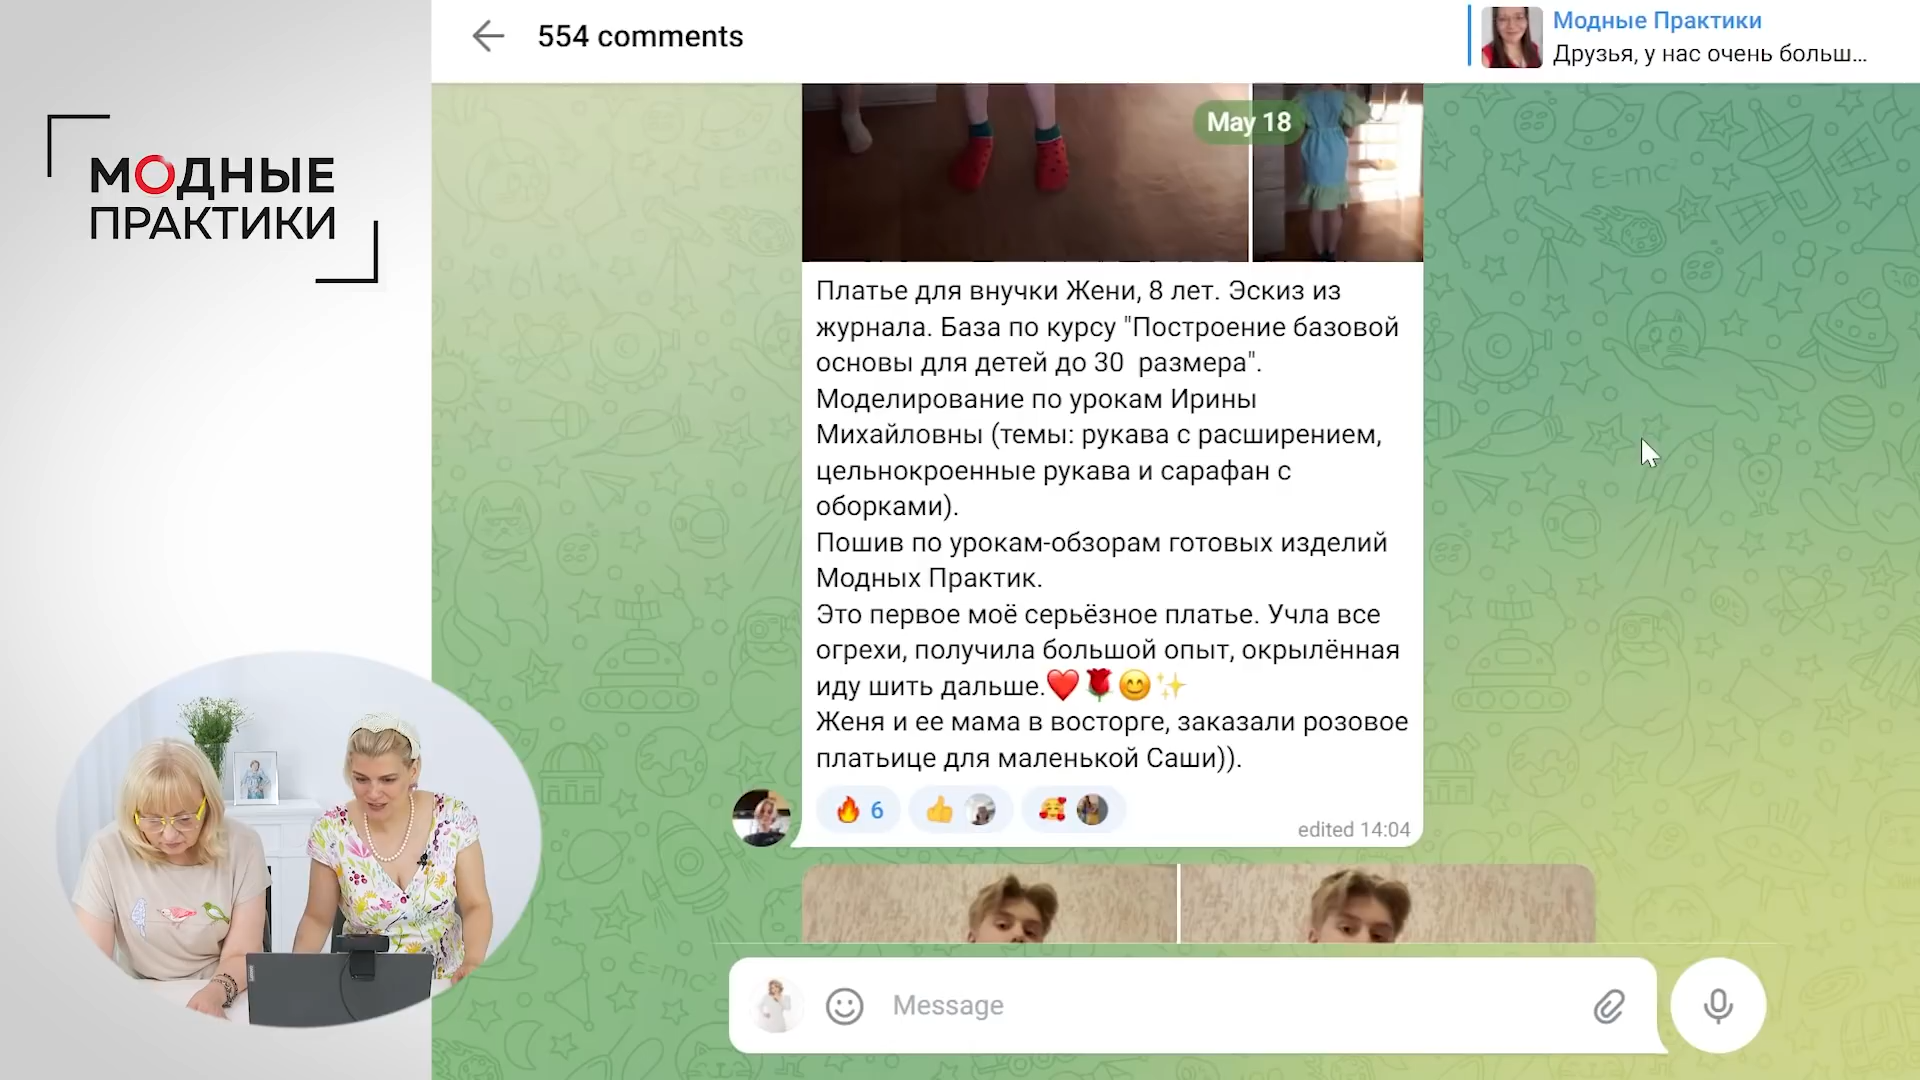 МОДНЫЕ
ПРАКТИКИ
554 comments
Модные Практики
Друзья, у нас очень больш...
May 18
Платье для внучки Жени, 8 лет. Эскиз из
журнала. База по курсу "Построение базовой
основы для детей до 30  размера".
Моделирование по урокам Ирины
Михайловны (темы: рукава с расширением,
цельнокроенные рукава и сарафан с
оборками).
Пошив по урокам-обзорам готовых изделий
Модных Практик.
Это первое моё серьёзное платье. Учла все
огрехи, получила большой опыт, окрылённая
иду шить дальше.❤️🌹😊✨
Женя и ее мама в восторге, заказали розовое
платьице для маленькой Саши)).
🔥 6 👍 🥰
edited 14:04
Message